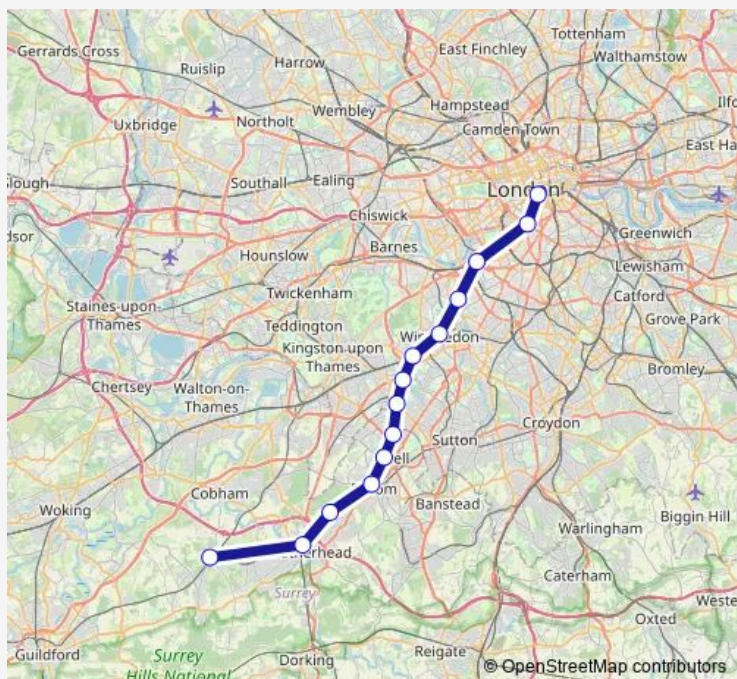 Tottenham
Gerrards Cross
East Finchley
Ruislip
Harrow
Walthamstow
Wembley
Hampstead
Uxbridge
Northolt
Camden Town
East Ha
Slough
Southall
Ealing
London
Chiswick
Greenwich
Hounslow
Barnes
Lewisham
Twickenham
Catford
Staines-upon-
Thames
Teddington
Grove Park
Kingston upon
Thames
Bromley
Chertsey
Walton-on-
Thames
Croydon
Sutton
Cobham
Banstead
Woking
Biggin Hill
Warlingham
Surrey
Caterham
Oxted
Guildford
Surrey
Hills National
Dorking
Reigate
© OpenStreetMap contributors